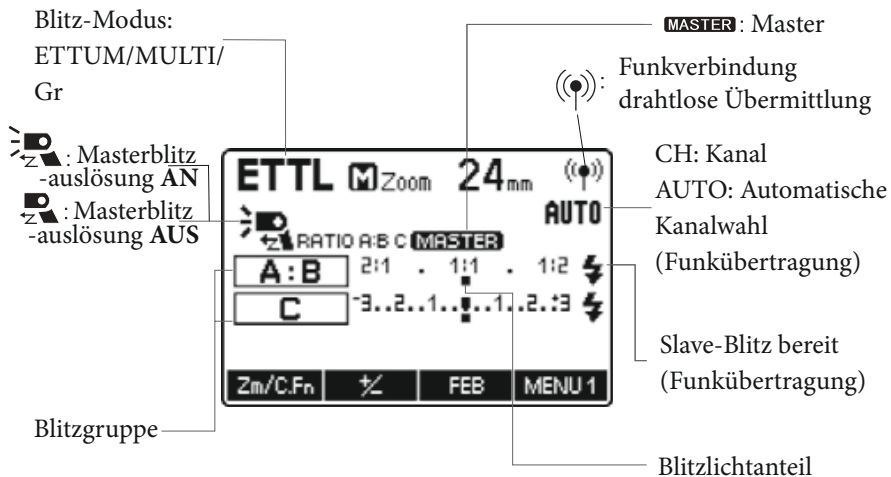 Blitz-Modus:
ETTUM/MULTI/
Gr
MASTER : Master
: Funkverbindung
drahtlose Übermittlung
: Masterblitz
-auslösung AN
: Masterblitz
-auslösung AUS
CH: Kanal
AUTO: Automatische
Kanalwahl
(Funkübertragung)
ETTL M Zoom 24mm
AUTO
RATIO A:B C MASTER
A : B 2:1 . 1:1 . 1:2
C -3..2..1..0..1..2.:+3
Zm/C.Fn +/- FEB MENU 1
Slave-Blitz bereit
(Funkübertragung)
Blitzgruppe
Blitzlichtanteil